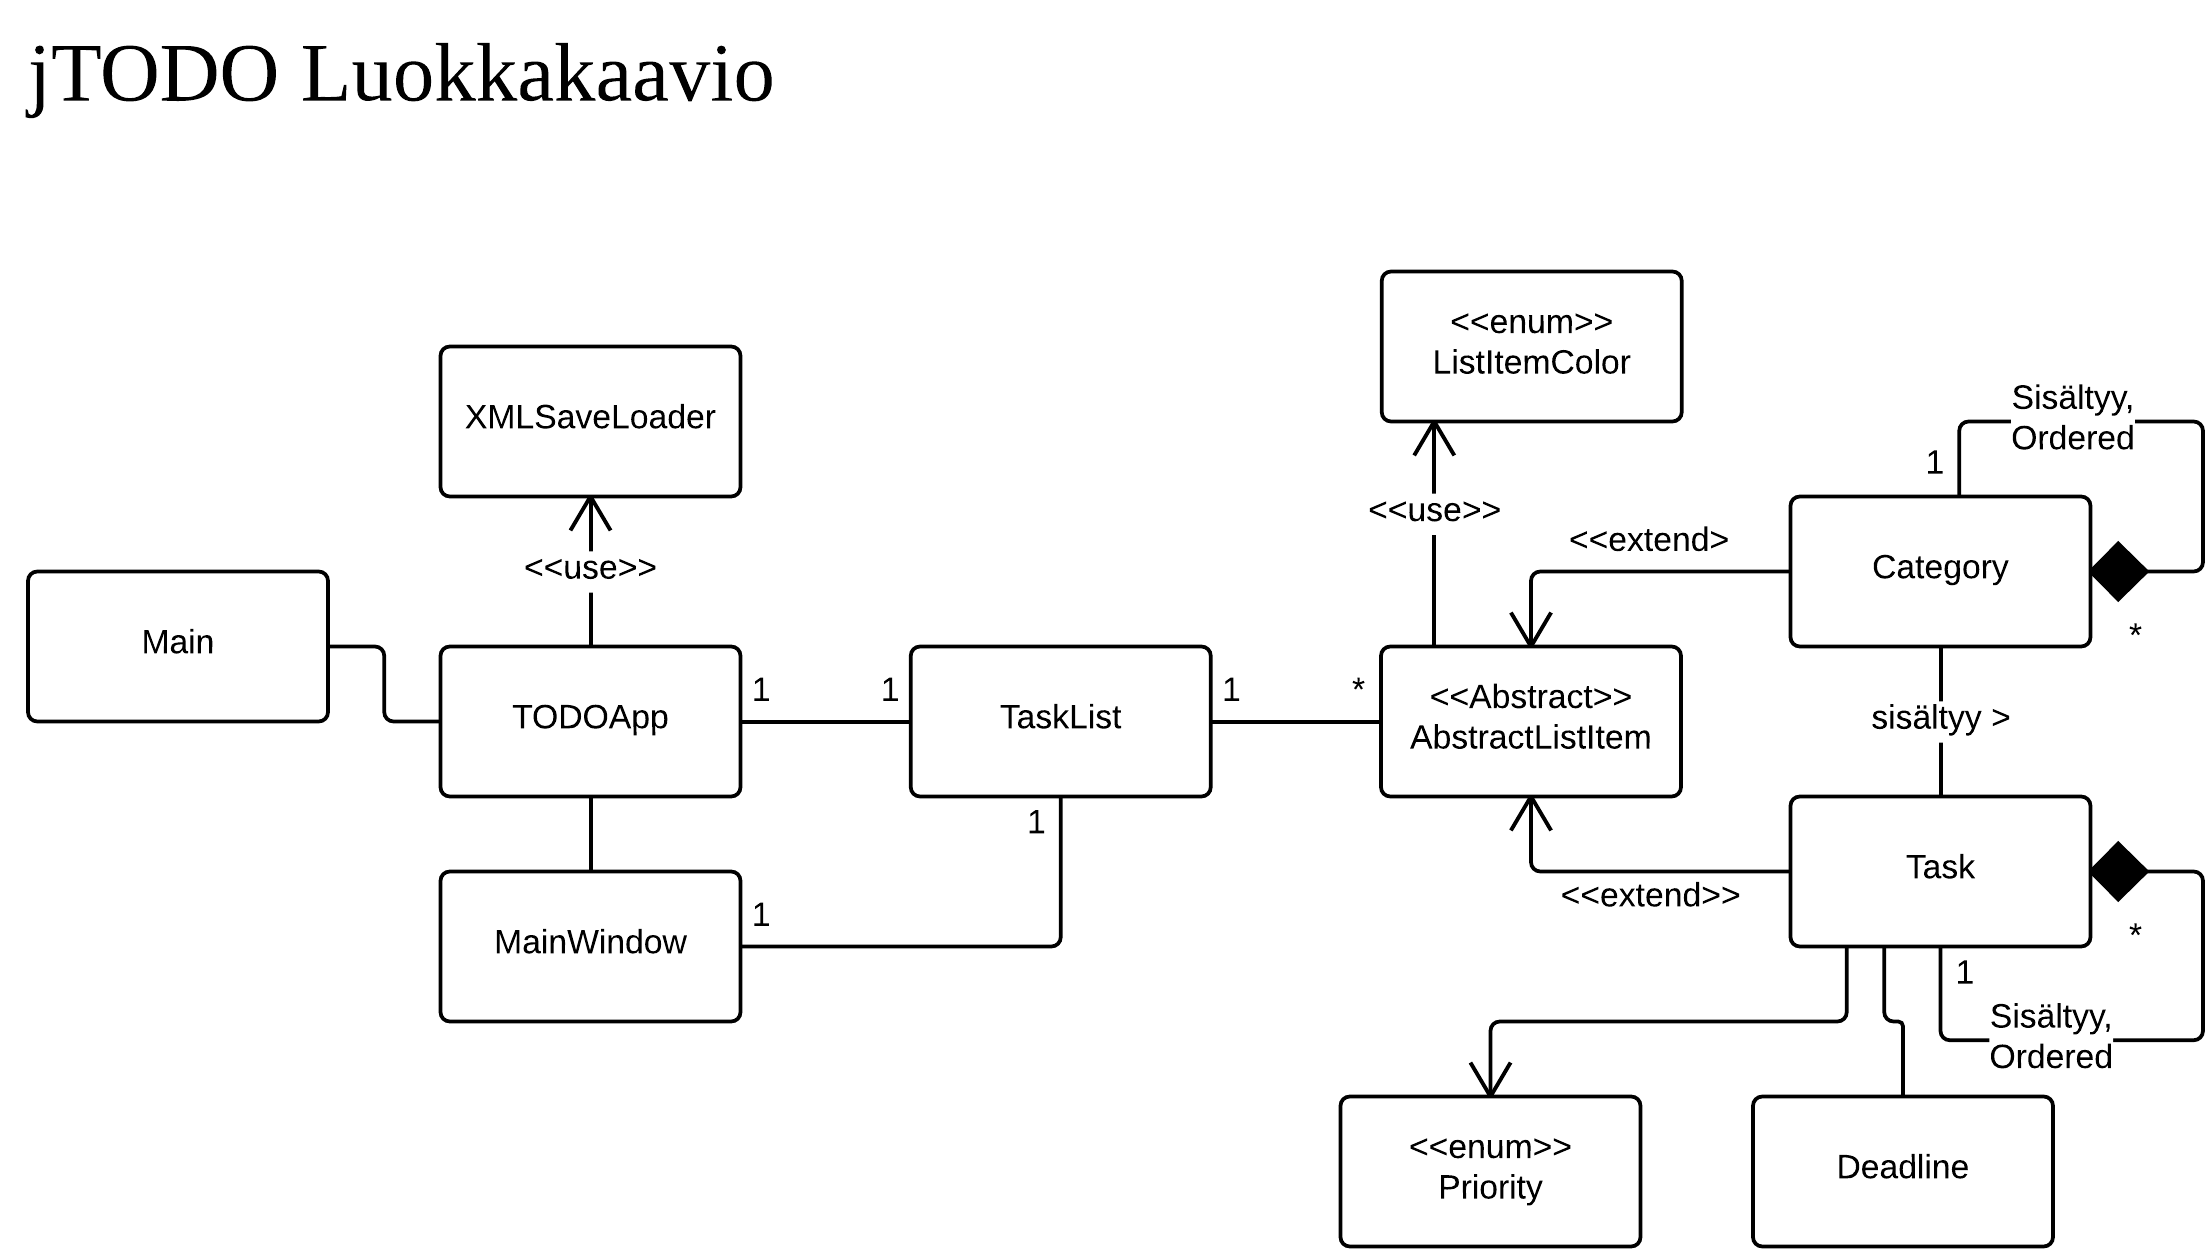 jTODO Luokkakaavio
<<enum>>
ListItemColor
XMLSaveLoader
Sisältyy,
Ordered
1
<<use>>
<<extend>
<<use>>
Category
*
Main
1
1
1
*
TODOApp
TaskList
<<Abstract>>
AbstractListItem
sisältyy >
1
Task
<<extend>>
1
*
MainWindow
1
Sisältyy,
Ordered
<<enum>>
Priority
Deadline